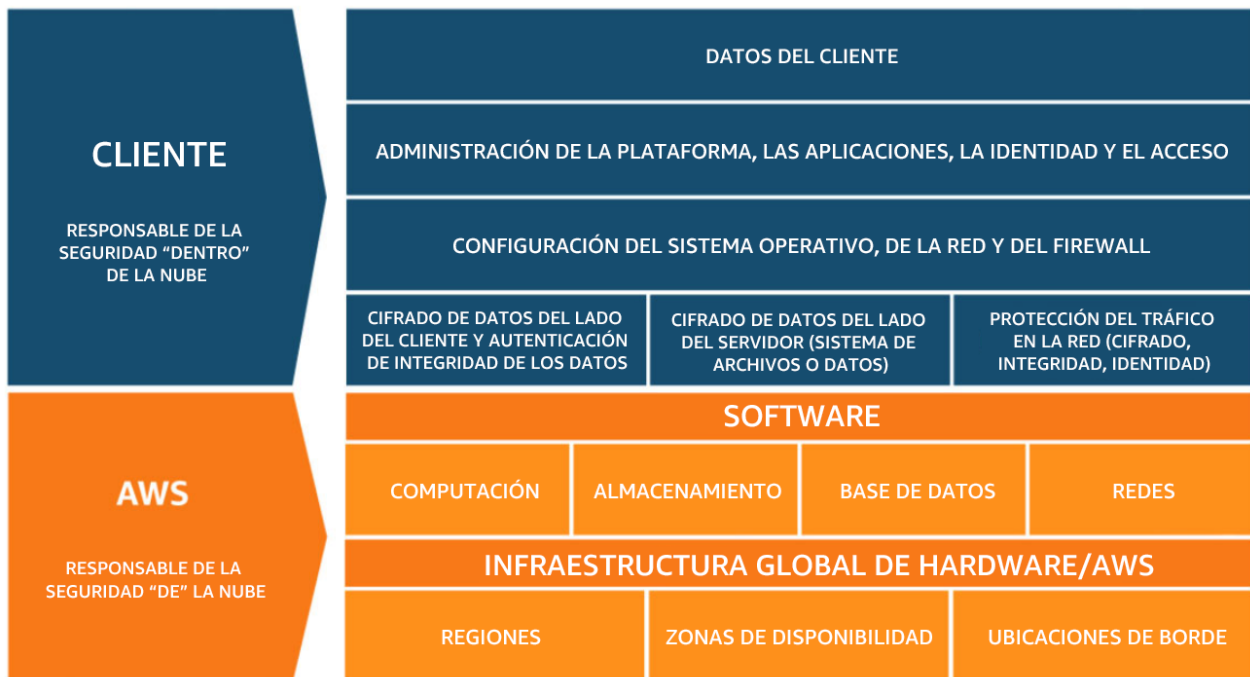 CLIENTE
RESPONSABLE DE LA
SEGURIDAD “DENTRO”
DE LA NUBE
DATOS DEL CLIENTE
ADMINISTRACIÓN DE LA PLATAFORMA, LAS APLICACIONES, LA IDENTIDAD Y EL ACCESO
CONFIGURACIÓN DEL SISTEMA OPERATIVO, DE LA RED Y DEL FIREWALL
CIFRADO DE DATOS DEL LADO
DEL CLIENTE Y AUTENTICACIÓN
DE INTEGRIDAD DE LOS DATOS
CIFRADO DE DATOS DEL LADO
DEL SERVIDOR (SISTEMA DE
ARCHIVOS O DATOS)
PROTECCIÓN DEL TRÁFICO
EN LA RED (CIFRADO,
INTEGRIDAD, IDENTIDAD)
AWS
RESPONSABLE DE LA
SEGURIDAD “DE” LA NUBE
SOFTWARE
COMPUTACIÓN
ALMACENAMIENTO
BASE DE DATOS
REDES
INFRAESTRUCTURA GLOBAL DE HARDWARE/AWS
REGIONES
ZONAS DE DISPONIBILIDAD
UBICACIONES DE BORDE